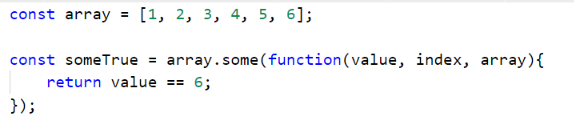 const array = [1, 2, 3, 4, 5, 6];
const someTrue = array.some(function(value, index, array){
    return value == 6;
});